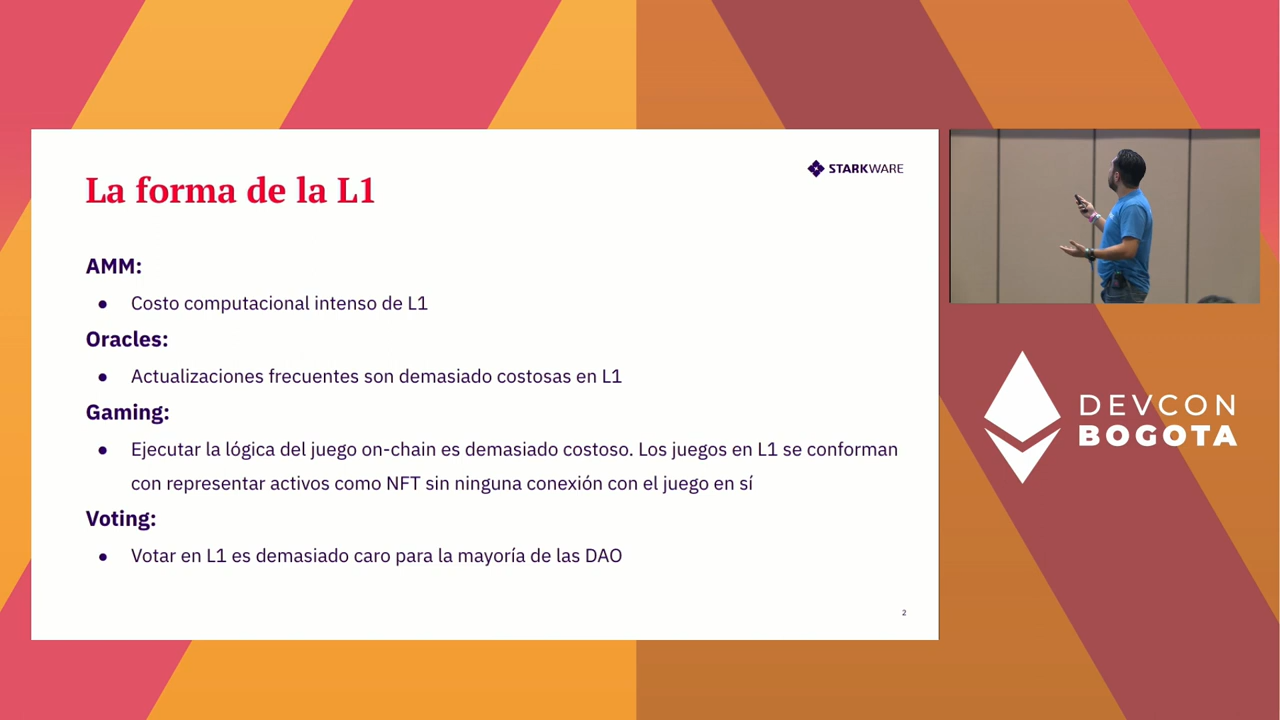 La forma de la L1
STARKWARE
AMM:
● Costo computacional intenso de L1
Oracles:
● Actualizaciones frecuentes son demasiado costosas en L1
Gaming:
● Ejecutar la lógica del juego on-chain es demasiado costoso. Los juegos en L1 se conforman
con representar activos como NFT sin ninguna conexión con el juego en sí
Voting:
● Votar en L1 es demasiado caro para la mayoría de las DAO
2
DEVCON
BOGOTA